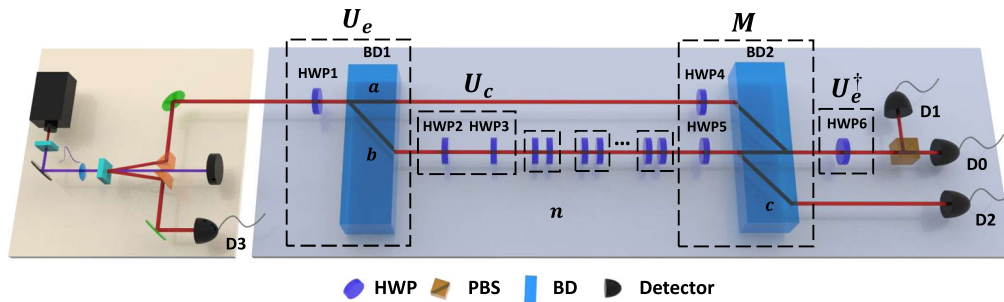 U_e
M
BD1
BD2
HWP1
a
U_c
HWP4
U_e^†
D1
HWP2 HWP3
b
...
HWP5
HWP6
D0
n
c
D2
D3
HWP PBS BD Detector